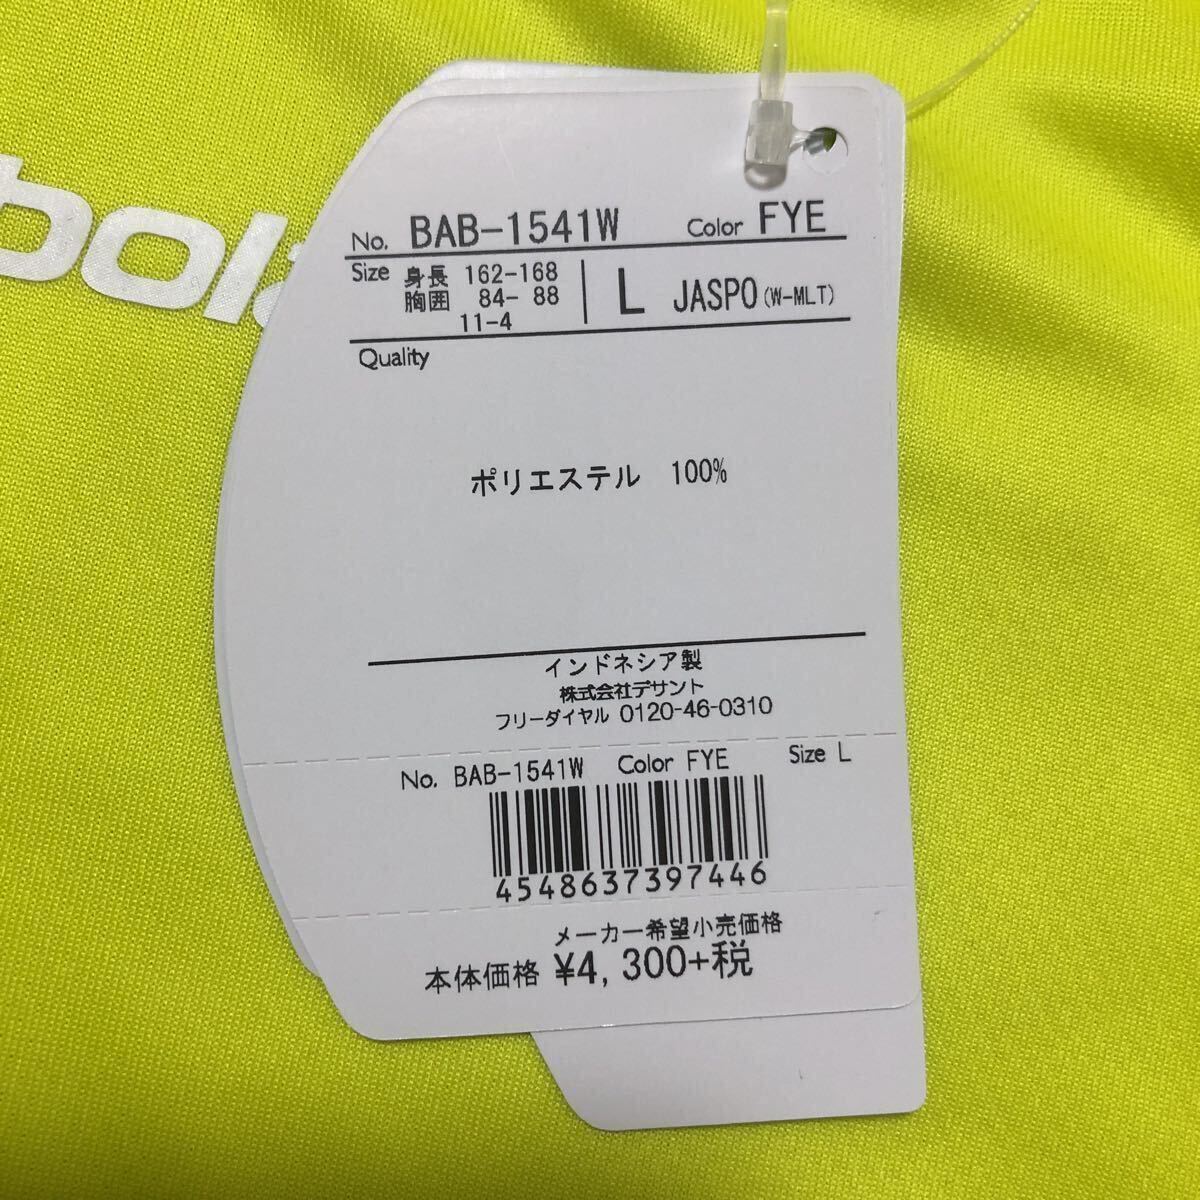 bola
No. BAB-1541W Color FYE
Size 身長 162-168 L JASPO(W-MLT)
胸囲 84- 88
11-4
Quality
ポリエステル 100%
インドネシア製
株式会社デサント
フリーダイヤル 0120-46-0310
No. BAB-1541W Color FYE Size L
4548637397446
メーカー希望小売価格
本体価格 ¥4,300+税